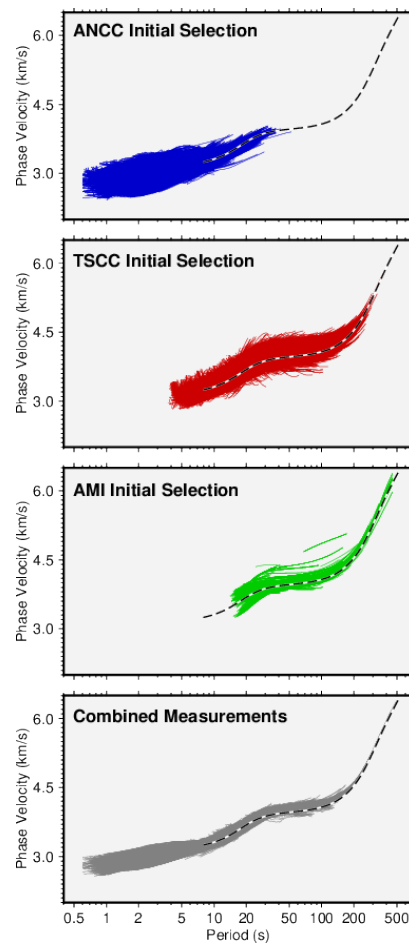 ANCC Initial Selection
Phase Velocity (km/s)
6.0
4.5
3.0
TSCC Initial Selection
Phase Velocity (km/s)
6.0
4.5
3.0
AMI Initial Selection
Phase Velocity (km/s)
6.0
4.5
3.0
Combined Measurements
Phase Velocity (km/s)
6.0
4.5
3.0
0.5 1 2 5 10 20 50 100 200 500
Period (s)